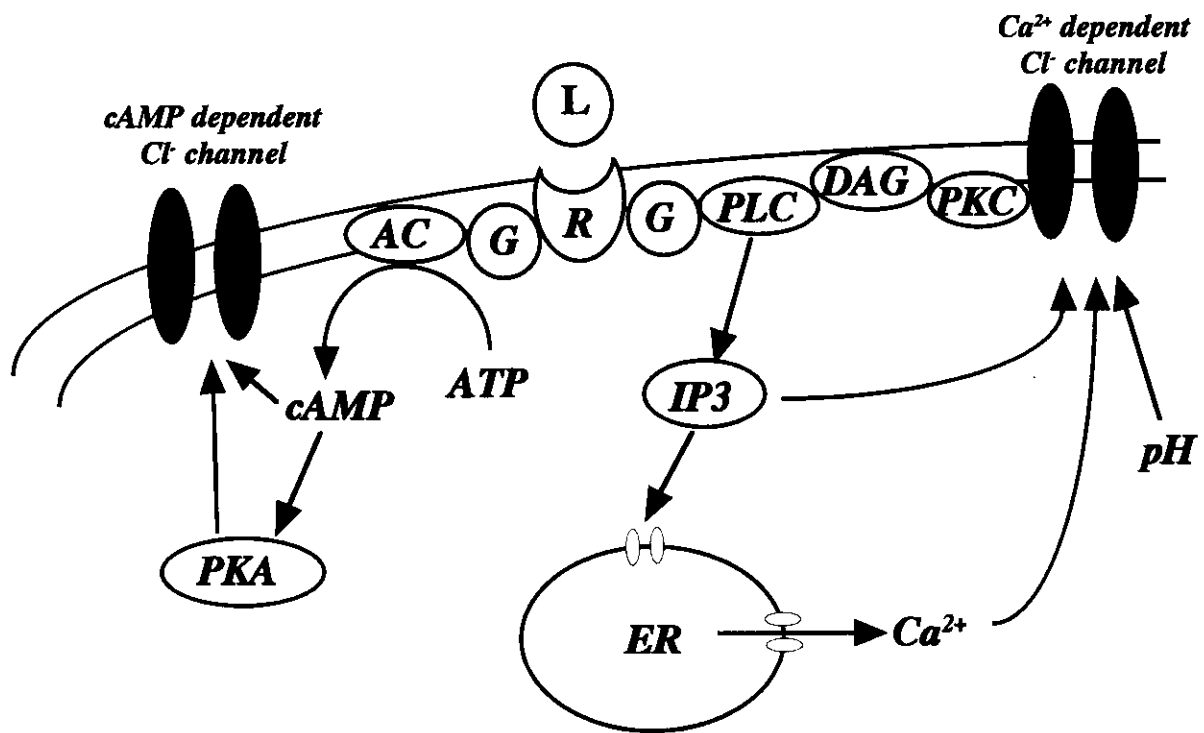 Ca²⁺ dependent
Cl⁻ channel
cAMP dependent
Cl⁻ channel
L
AC
G
R
G
PLC
DAG
PKC
cAMP
ATP
IP3
pH
PKA
ER
Ca²⁺